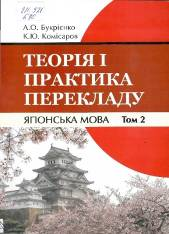 А.О. Букрієнко
К.Ю. Комісаров
ТЕОРІЯ І
ПРАКТИКА
ПЕРЕКЛАДУ
ЯПОНСЬКА МОВА Том 2